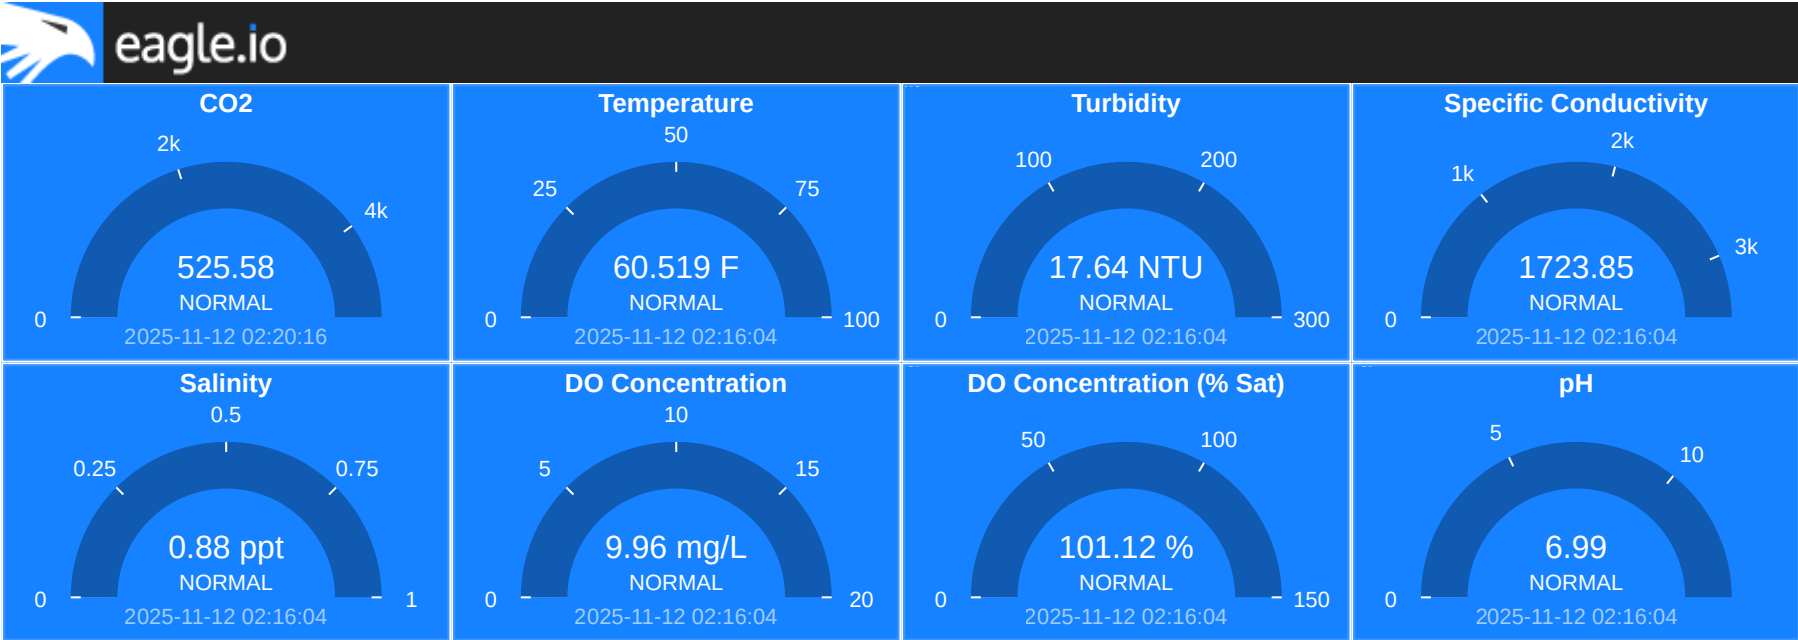 eagle.io
CO2
2k
4k
525.58
NORMAL
0
2025-11-12 02:20:16
Temperature
50
25
75
60.519 F
NORMAL
0
100
2025-11-12 02:16:04
Turbidity
100
200
17.64 NTU
NORMAL
0
300
2025-11-12 02:16:04
Specific Conductivity
2k
1k
3k
1723.85
NORMAL
0
2025-11-12 02:16:04
Salinity
0.5
0.25
0.75
0.88 ppt
NORMAL
0
1
2025-11-12 02:16:04
DO Concentration
10
5
15
9.96 mg/L
NORMAL
0
20
2025-11-12 02:16:04
DO Concentration (% Sat)
50
100
101.12 %
NORMAL
0
150
2025-11-12 02:16:04
pH
5
10
6.99
NORMAL
0
2025-11-12 02:16:04